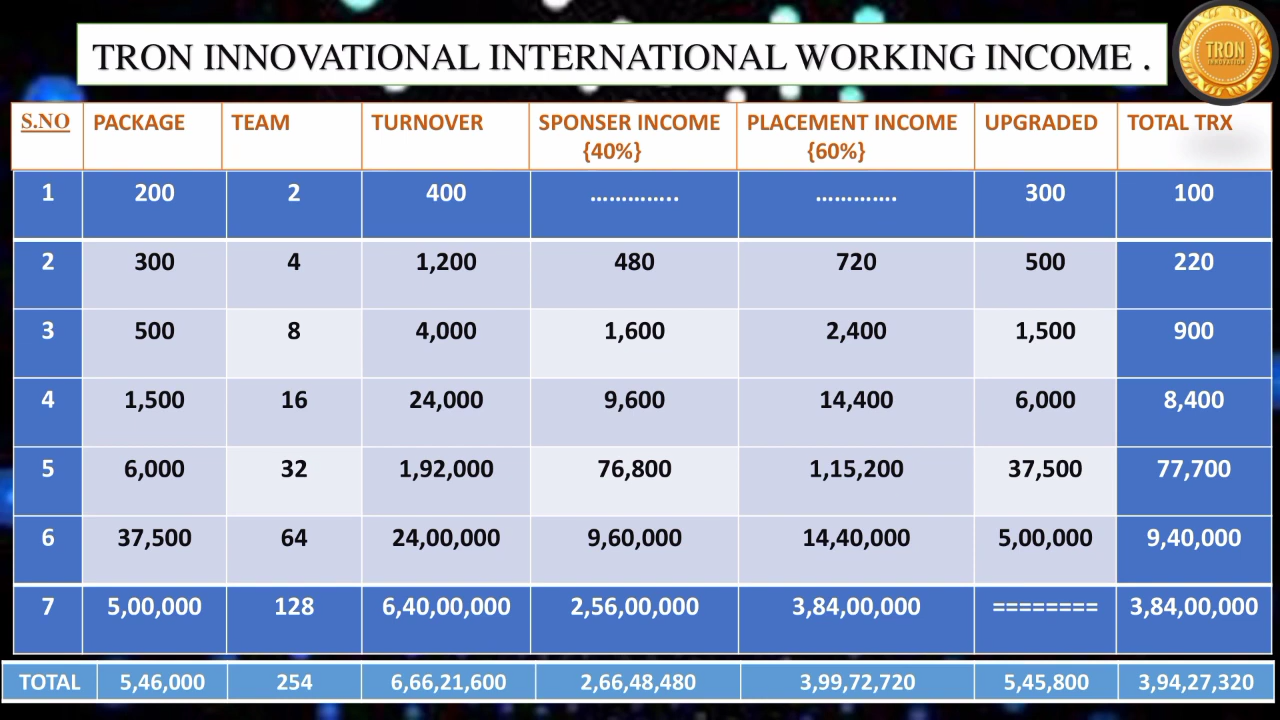 TRON INNOVATIONAL INTERNATIONAL WORKING INCOME .
TRON
INNOVATION
S.NO PACKAGE TEAM TURNOVER SPONSER INCOME {40%} PLACEMENT INCOME {60%} UPGRADED TOTAL TRX
1 200 2 400 ………….. …………. 300 100
2 300 4 1,200 480 720 500 220
3 500 8 4,000 1,600 2,400 1,500 900
4 1,500 16 24,000 9,600 14,400 6,000 8,400
5 6,000 32 1,92,000 76,800 1,15,200 37,500 77,700
6 37,500 64 24,00,000 9,60,000 14,40,000 5,00,000 9,40,000
7 5,00,000 128 6,40,00,000 2,56,00,000 3,84,00,000 ======== 3,84,00,000
TOTAL 5,46,000 254 6,66,21,600 2,66,48,480 3,99,72,720 5,45,800 3,94,27,320